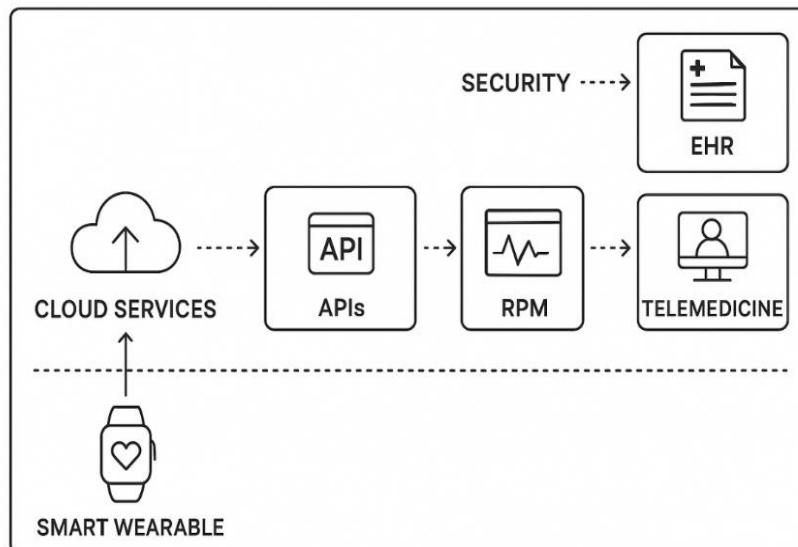 SECURITY
EHR
API
CLOUD SERVICES
APIs
RPM
TELEMEDICINE
SMART WEARABLE